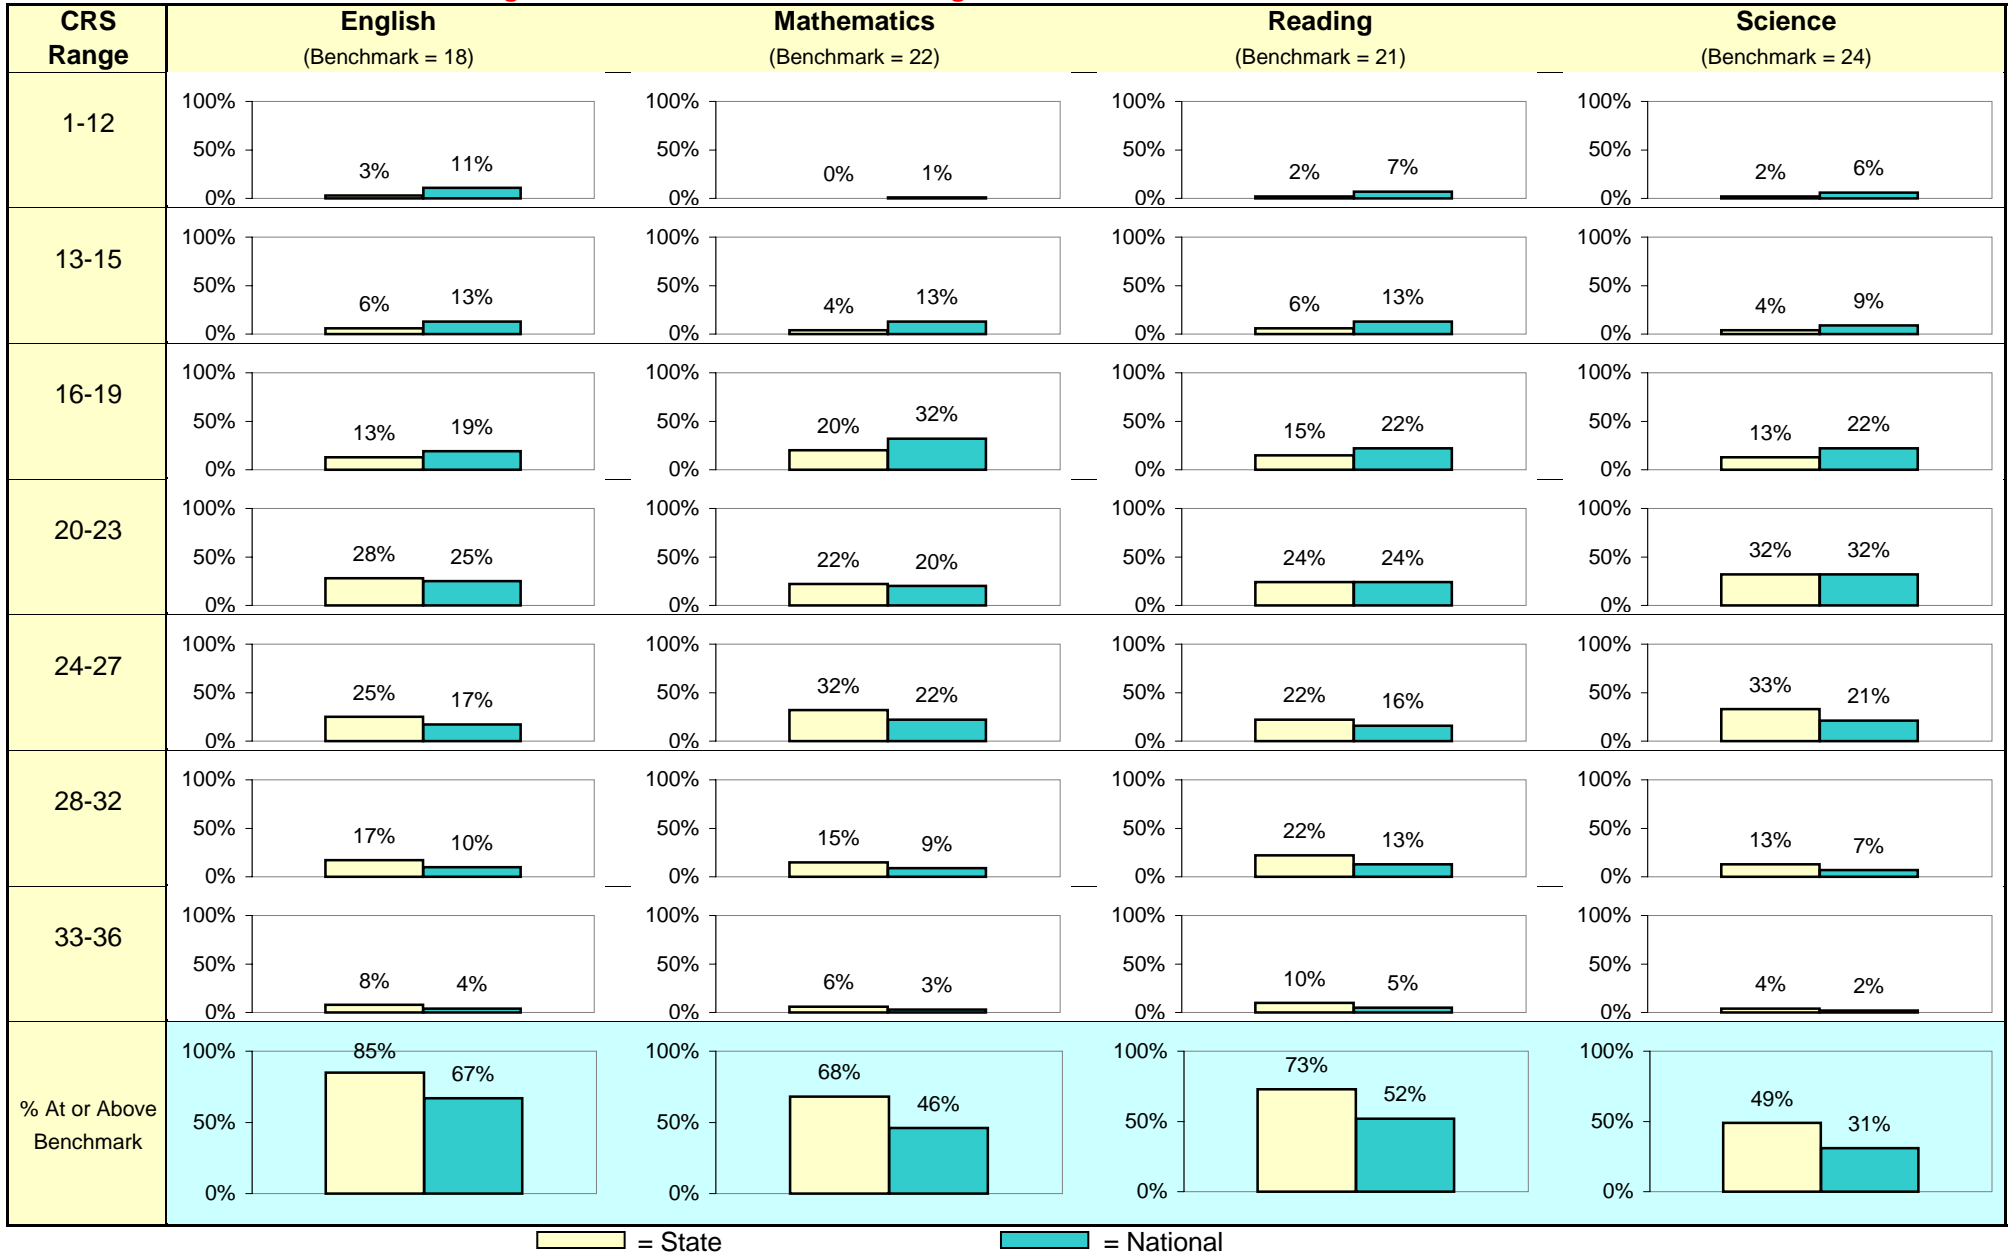 CRS Range English Mathematics Reading Science
(Benchmark = 18) (Benchmark = 22) (Benchmark = 21) (Benchmark = 24)
1-12
100% 100% 100% 100%
50% 3% 11% 50% 0% 1% 50% 2% 7% 50% 2% 6%
0% 0% 0% 0%
13-15
100% 100% 100% 100%
50% 6% 13% 50% 4% 13% 50% 6% 13% 50% 4% 9%
0% 0% 0% 0%
16-19
100% 100% 100% 100%
50% 13% 19% 50% 20% 32% 50% 15% 22% 50% 13% 22%
0% 0% 0% 0%
20-23
100% 100% 100% 100%
50% 28% 25% 50% 22% 20% 50% 24% 24% 50% 32% 32%
0% 0% 0% 0%
24-27
100% 100% 100% 100%
50% 25% 17% 50% 32% 22% 50% 22% 16% 50% 33% 21%
0% 0% 0% 0%
28-32
100% 100% 100% 100%
50% 17% 10% 50% 15% 9% 50% 22% 13% 50% 13% 7%
0% 0% 0% 0%
33-36
100% 100% 100% 100%
50% 8% 4% 50% 6% 3% 50% 10% 5% 50% 4% 2%
0% 0% 0% 0%
% At or Above
Benchmark
100% 85% 67% 100% 68% 46% 100% 73% 52% 100% 49% 31%
50% 50% 50% 50%
0% 0% 0% 0%
= State = National